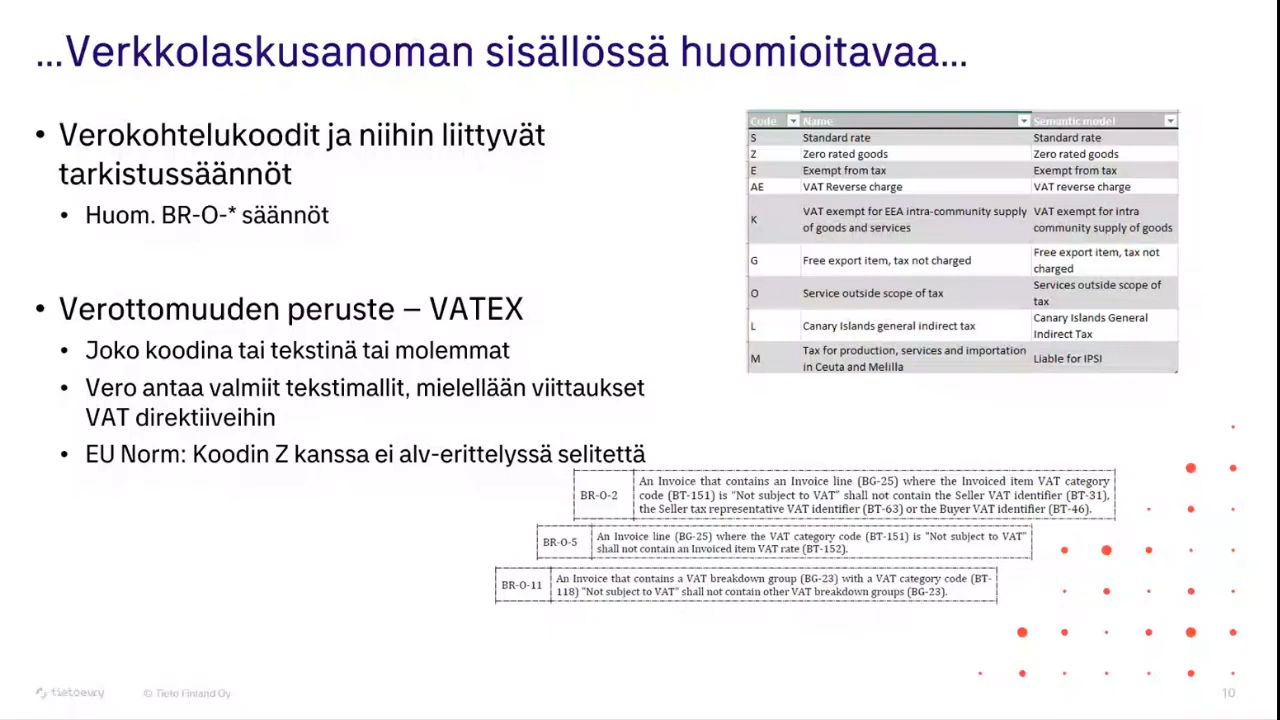 ...Verkkolaskusanoman sisällössä huomioitavaa...
• Verokohtelukoodit ja niihin liittyvät
tarkistussäännöt
• Huom. BR-O-* säännöt
• Verottomuuden peruste – VATEX
• Joko koodina tai tekstinä tai molemmat
• Vero antaa valmiit tekstimallit, mielellään viittaukset
VAT direktiiveihin
• EU Norm: Koodin Z kanssa ei alv-erittelyssä selitettä
Code Name Semantic model
S Standard rate Standard rate
Z Zero rated goods Zero rated goods
E Exempt from tax Exempt from tax
AE VAT Reverse charge VAT reverse charge
K VAT exempt for EEA intra-community supply of goods and services VAT exempt for intra community supply of goods
G Free export item, tax not charged Free export item, tax not charged
O Service outside scope of tax Services outside scope of tax
L Canary Islands general indirect tax Canary Islands General Indirect Tax
M Tax for production, services and importation in Ceuta and Melilla Liable for IPSI
BR-O-2 An Invoice that contains an Invoice line (BG-25) where the Invoiced item VAT category
code (BT-151) is "Not subject to VAT" shall not contain the Seller VAT identifier (BT-31),
the Seller tax representative VAT identifier (BT-63) or the Buyer VAT identifier (BT-46).
BR-O-5 An Invoice line (BG-25) where the VAT category code (BT-151) is "Not subject to VAT"
shall not contain an Invoiced item VAT rate (BT-152).
BR-O-11 An Invoice that contains a VAT breakdown group (BG-23) with a VAT category code (BT-
118) "Not subject to VAT" shall not contain other VAT breakdown groups (BG-23).
tietoevry
© Tieto Finland Oy
10